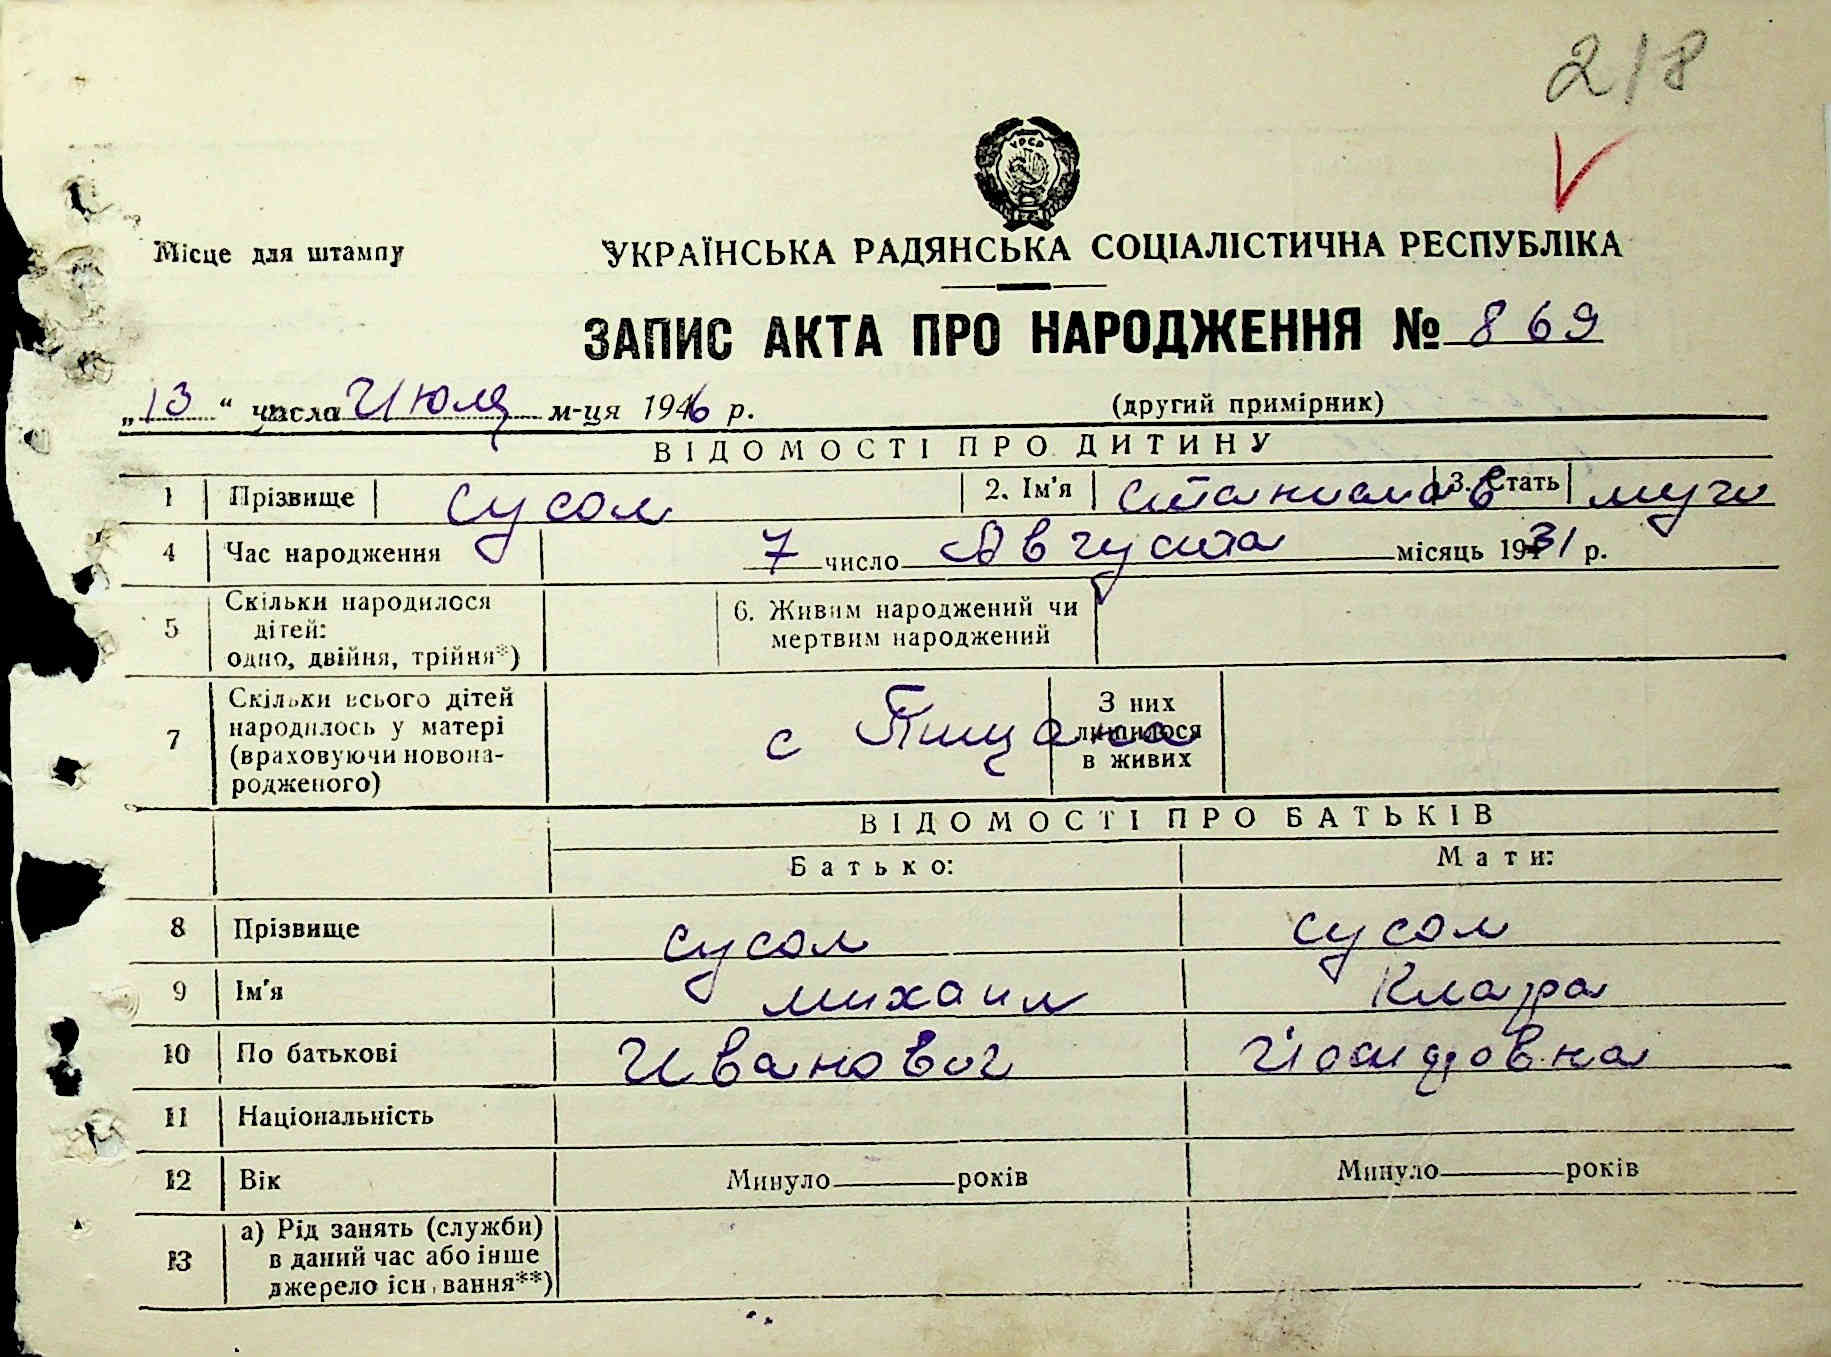 218
УРСР
Місце для штампу
УКРАЇНСЬКА РАДЯНСЬКА СОЦІАЛІСТИЧНА РЕСПУБЛІКА
ЗАПИС АКТА ПРО НАРОДЖЕННЯ № 869
„13“ числа Июля м-ця 1946 р. (другий примірник)
ВІДОМОСТІ ПРО ДИТИНУ
1 Прізвище Сусол 2. Ім'я Станислав 3. Стать муж
4 Час народження 7 число Августа місяць 1931 р.
5 Скільки народилося дітей: одно, двійня, трійня*) 6. Живим народжений чи мертвим народжений
7 Скільки всього дітей народилось у матері (враховуючи новонародженого) с Пищана З них лишилося в живих
ВІДОМОСТІ ПРО БАТЬКІВ
Батько: Мати:
8 Прізвище Сусол Сусол
9 Ім'я Михаил Клара
10 По батькові Иванович
11 Національність
12 Вік Минуло років Минуло років
13 а) Рід занять (служби) в даний час або інше джерело існування**)